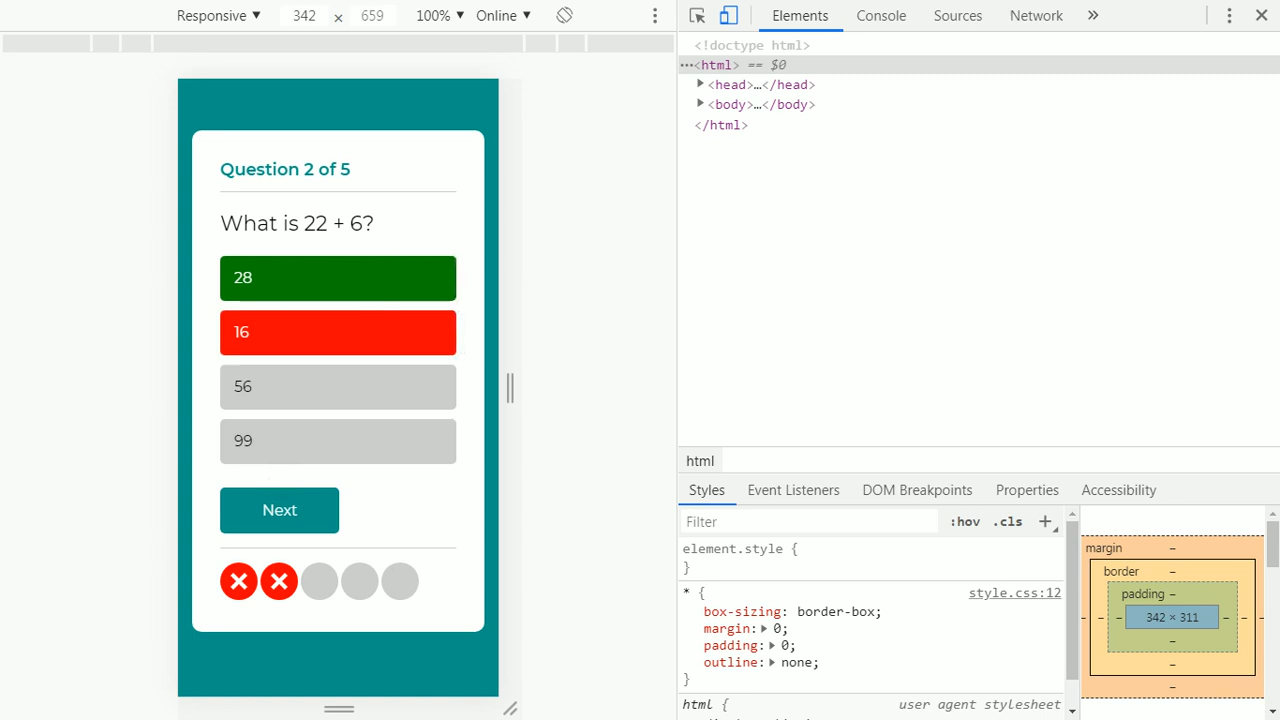 Responsive ▼ 342 × 659 100% ▼ Online ▼
Elements Console Sources Network »
<!doctype html>
···<html> == $0
▶<head>…</head>
▶<body>…</body>
</html>
Question 2 of 5
What is 22 + 6?
28
16
56
99
Next
html
Styles Event Listeners DOM Breakpoints Properties Accessibility
Filter :hov .cls +
element.style {
}
* { style.css:12
box-sizing: border-box;
margin:▶ 0;
padding:▶ 0;
outline:▶ none;
}
html { user agent stylesheet
margin –
border –
padding –
– – – 342 × 311 – – –
–
–
–